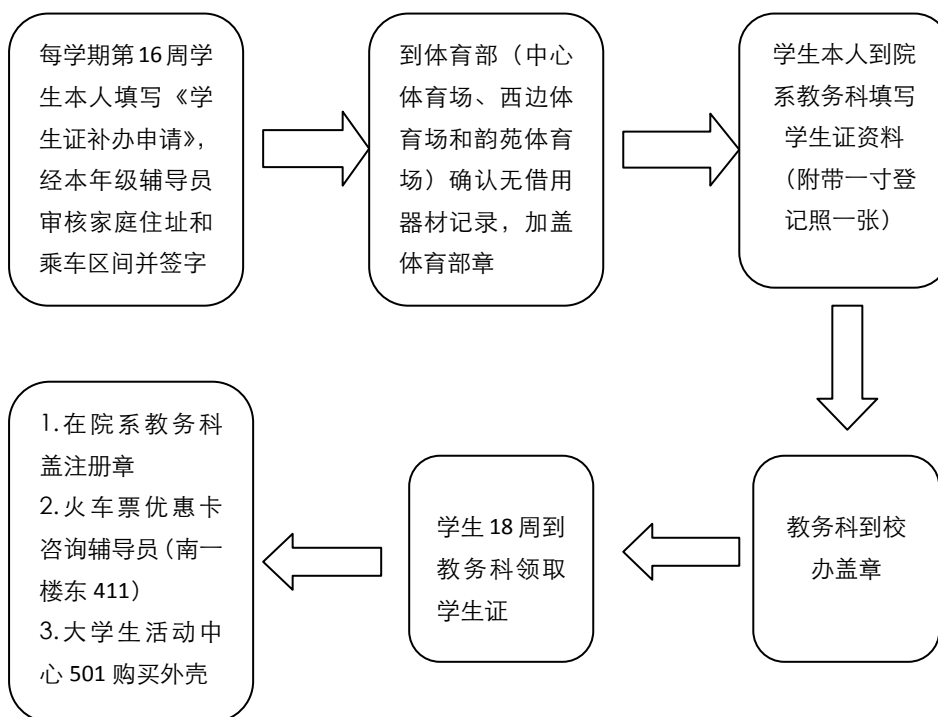 每学期第16周学
生本人填写《学
生证补办申请》，
经本年级辅导员
审核家庭住址和
乘车区间并签字
到体育部（中心
体育场、西边体
育场和韵苑体育
场）确认无借用
器材记录，加盖
体育部章
学生本人到院
系教务科填写
学生证资料
（附带一寸登
记照一张）
教务科到校
办盖章
学生 18 周到
教务科领取
学生证
1.在院系教务科
盖注册章
2.火车票优惠卡
咨询辅导员（南一
楼东 411）
3.大学生活动中
心 501 购买外壳